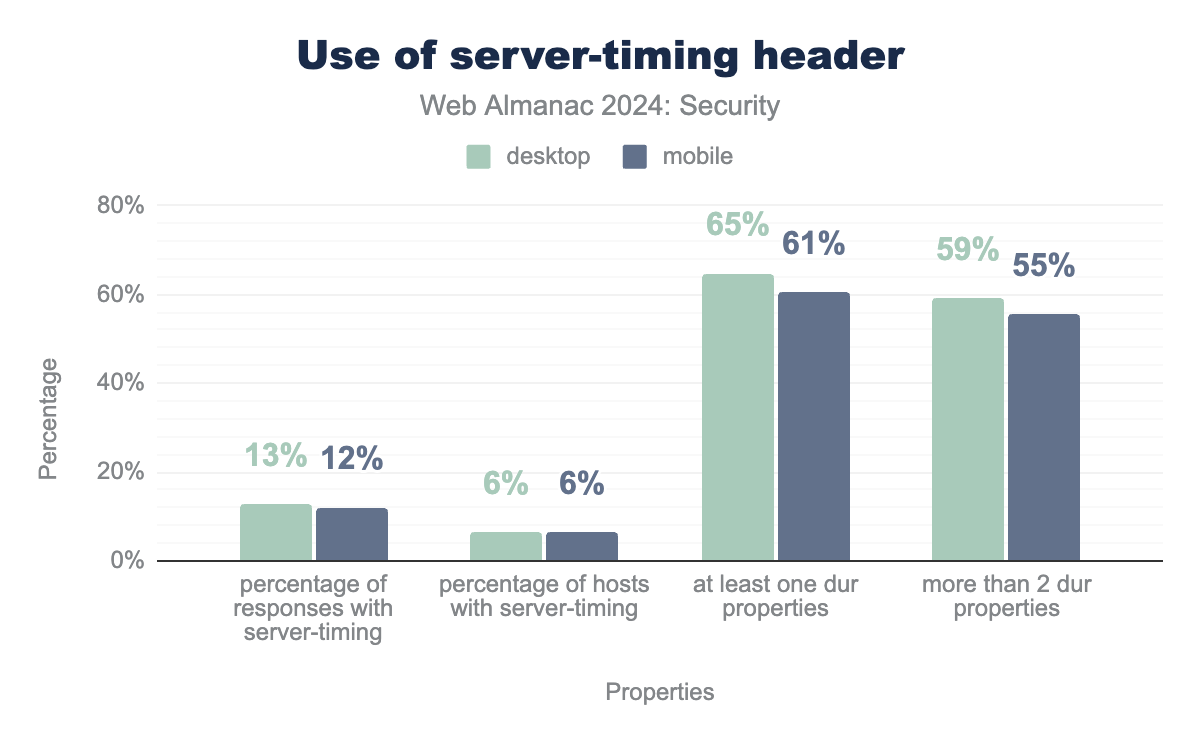 Use of server-timing header
Web Almanac 2024: Security
desktop mobile
80%
60%
40%
20%
0%
Percentage
13% 12%
6% 6%
65% 61%
59% 55%
percentage of
responses with
server-timing
percentage of hosts
with server-timing
at least one dur
properties
more than 2 dur
properties
Properties